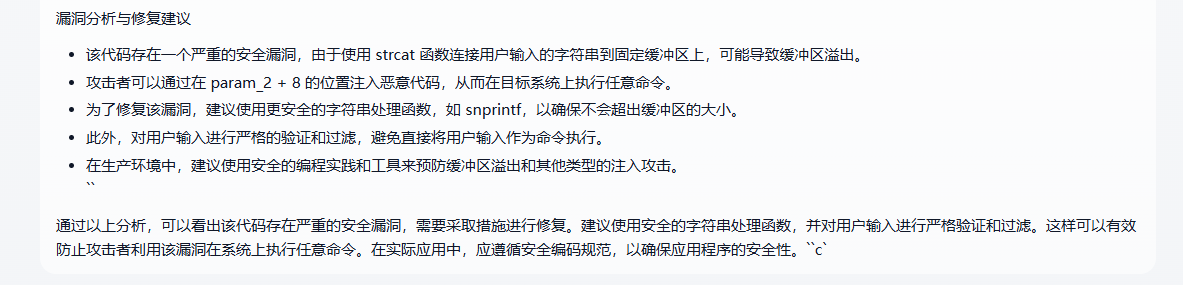 漏洞分析与修复建议
• 该代码存在一个严重的安全漏洞，由于使用 strcat 函数连接用户输入的字符串到固定缓冲区上，可能导致缓冲区溢出。
• 攻击者可以通过在 param_2 + 8 的位置注入恶意代码，从而在目标系统上执行任意命令。
• 为了修复该漏洞，建议使用更安全的字符串处理函数，如 snprintf，以确保不会超出缓冲区的大小。
• 此外，对用户输入进行严格的验证和过滤，避免直接将用户输入作为命令执行。
• 在生产环境中，建议使用安全的编程实践和工具来预防缓冲区溢出和其他类型的注入攻击。
``
通过以上分析，可以看出该代码存在严重的安全漏洞，需要采取措施进行修复。建议使用安全的字符串处理函数，并对用户输入进行严格验证和过滤。这样可以有效
防止攻击者利用该漏洞在系统上执行任意命令。在实际应用中，应遵循安全编码规范，以确保应用程序的安全性。``c`